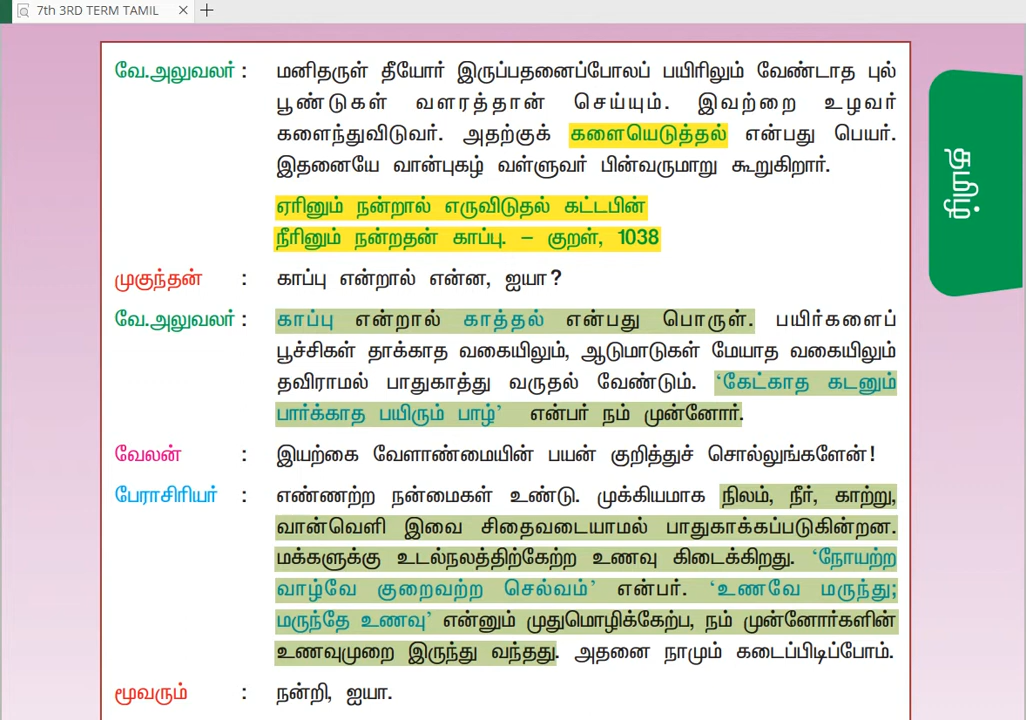 7th 3RD TERM TAMIL
வே.அலுவலர் : மனிதருள் தீயோர் இருப்பதனைப்போலப் பயிரிலும் வேண்டாத புல்
பூண்டுகள் வளரத்தான் செய்யும். இவற்றை உழவர்
களைந்துவிடுவர். அதற்குக் களையெடுத்தல் என்பது பெயர்.
இதனையே வான்புகழ் வள்ளுவர் பின்வருமாறு கூறுகிறார்.
ஏரினும் நன்றால் எருவிடுதல் கட்டபின்
நீரினும் நன்றதன் காப்பு. – குறள், 1038
முகுந்தன் : காப்பு என்றால் என்ன, ஐயா?
வே.அலுவலர் : காப்பு என்றால் காத்தல் என்பது பொருள். பயிர்களைப்
பூச்சிகள் தாக்காத வகையிலும், ஆடுமாடுகள் மேயாத வகையிலும்
தவிராமல் பாதுகாத்து வருதல் வேண்டும். ‘கேட்காத கடனும்
பார்க்காத பயிரும் பாழ்’ என்பர் நம் முன்னோர்.
வேலன் : இயற்கை வேளாண்மையின் பயன் குறித்துச் சொல்லுங்களேன்!
பேராசிரியர் : எண்ணற்ற நன்மைகள் உண்டு. முக்கியமாக நிலம், நீர், காற்று,
வான்வெளி இவை சிதைவடையாமல் பாதுகாக்கப்படுகின்றன.
மக்களுக்கு உடல்நலத்திற்கேற்ற உணவு கிடைக்கிறது. ‘நோயற்ற
வாழ்வே குறைவற்ற செல்வம்’ என்பர். ‘உணவே மருந்து;
மருந்தே உணவு’ என்னும் முதுமொழிக்கேற்ப, நம் முன்னோர்களின்
உணவுமுறை இருந்து வந்தது. அதனை நாமும் கடைப்பிடிப்போம்.
மூவரும் : நன்றி, ஐயா.
தமிழ்